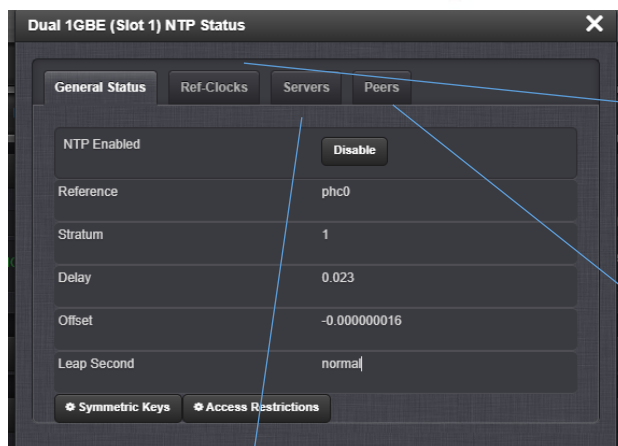 Dual 1GBE (Slot 1) NTP Status
General Status Ref-Clocks Servers Peers
NTP Enabled Disable
Reference phc0
Stratum 1
Delay 0.023
Offset -0.000000016
Leap Second normal
Symmetric Keys Access Restrictions